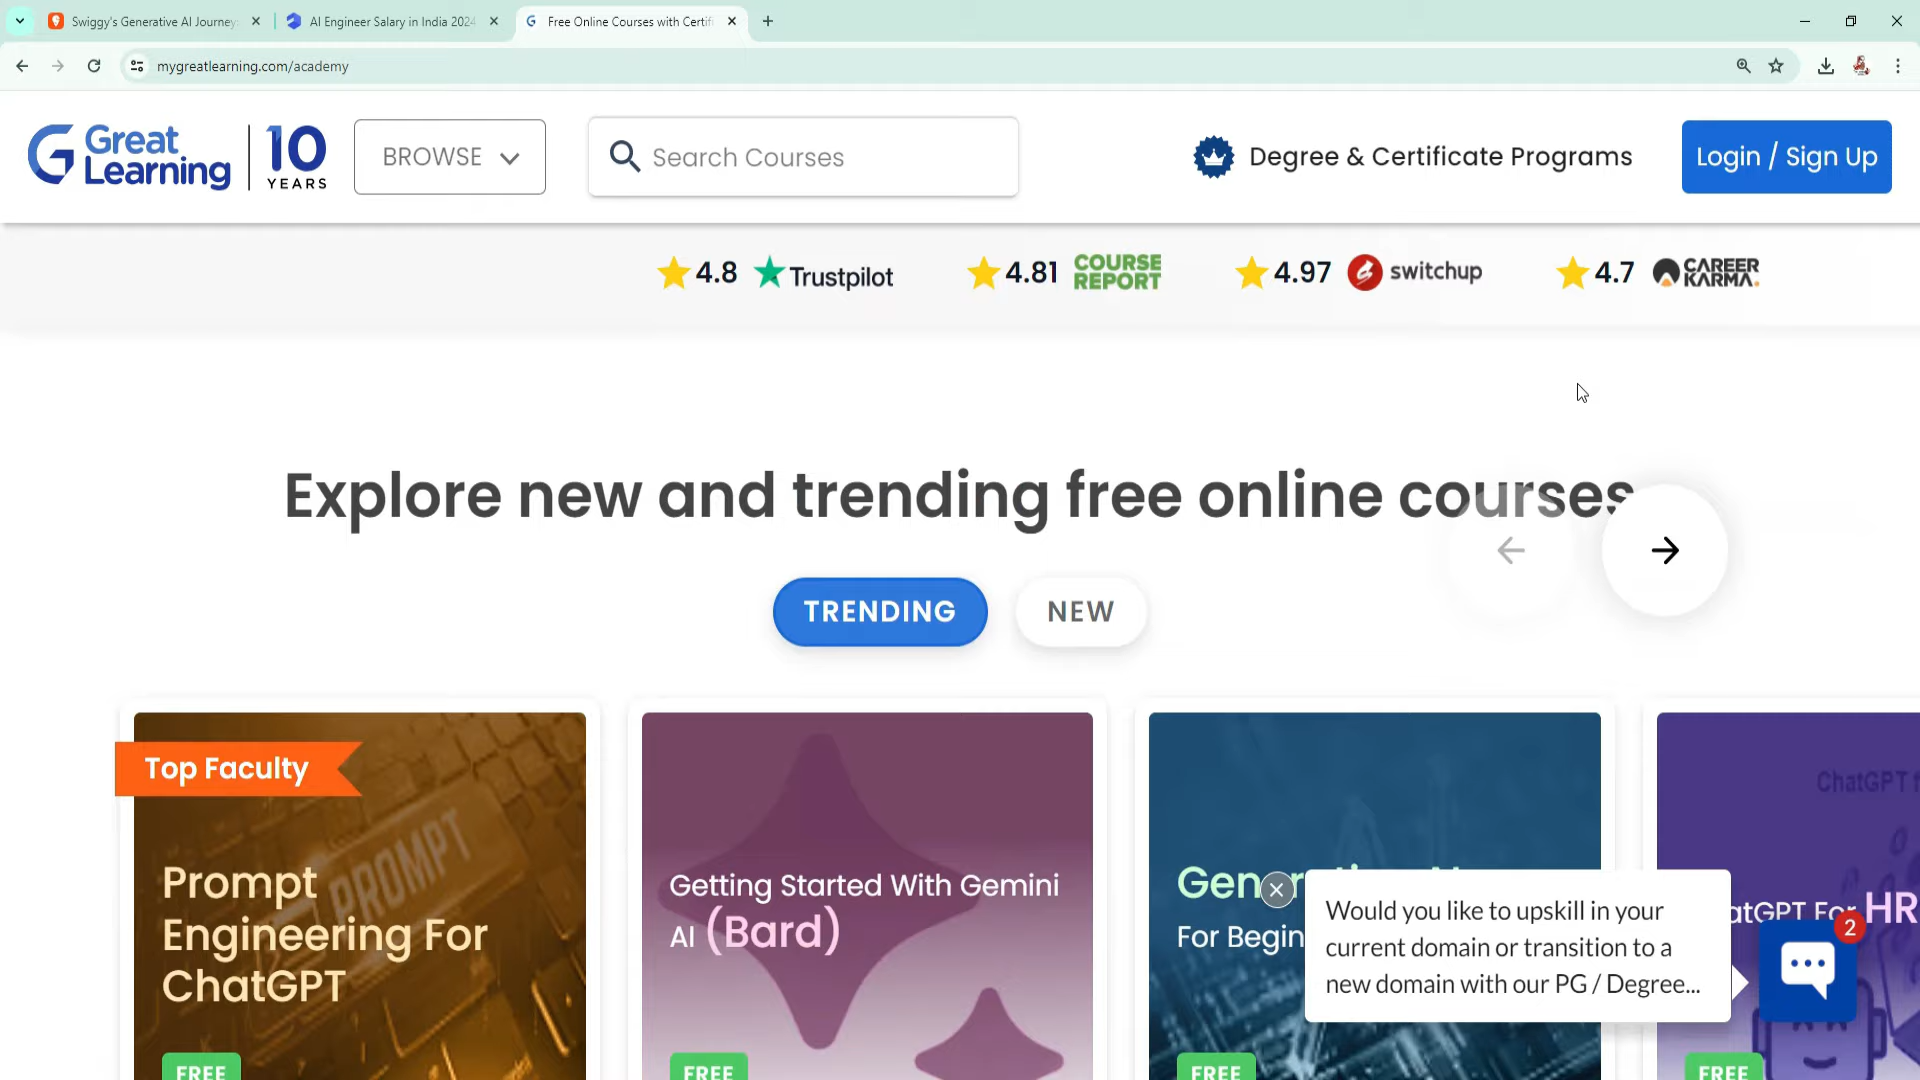 Swiggy's Generative AI Journey:
AI Engineer Salary in India 2024
Free Online Courses with Certifi
mygreatlearning.com/academy
Great Learning
10 YEARS
BROWSE
Search Courses
Degree & Certificate Programs
Login / Sign Up
4.8 Trustpilot
4.81 COURSE REPORT
4.97 switchup
4.7 CAREER KARMA.
Explore new and trending free online courses
TRENDING
NEW
Top Faculty
PROMPT
Prompt
Engineering For
ChatGPT
FREE
Getting Started With Gemini
AI (Bard)
FREE
For Begin
FREE
ChatGPT f
atGPT For HR
FREE
Would you like to upskill in your
current domain or transition to a
new domain with our PG / Degree...
2